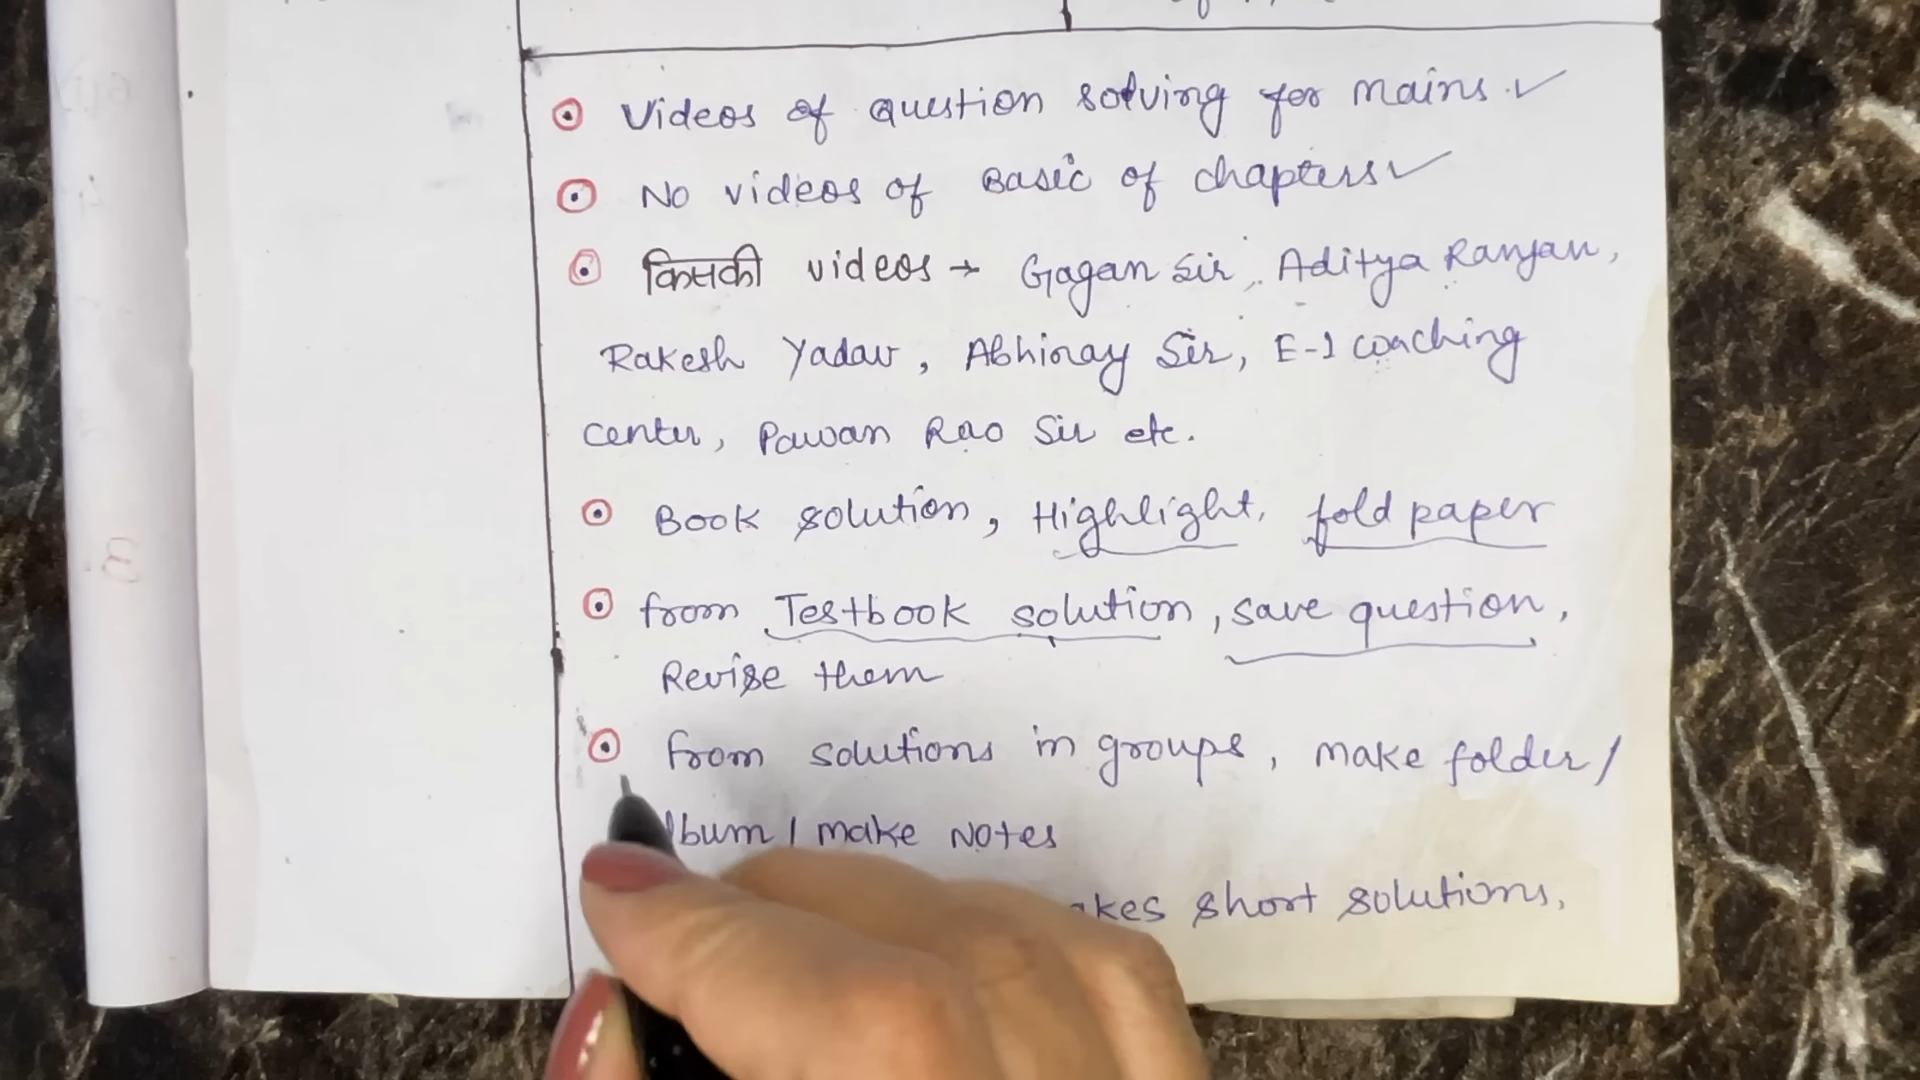 Videos of question solving for mains. ✓
No videos of Basic of chapters ✓
किसकी videos → Gagan Sir, Aditya Ranjan,
Rakesh Yadav, Abhinay Sir, E-1 coaching
center, Pawan Rao Sir etc.
Book solution, Highlight, fold paper
from Testbook solution, save question,
Revise them
from solutions in groups, make folder/
lbum / make Notes
akes short solutions,